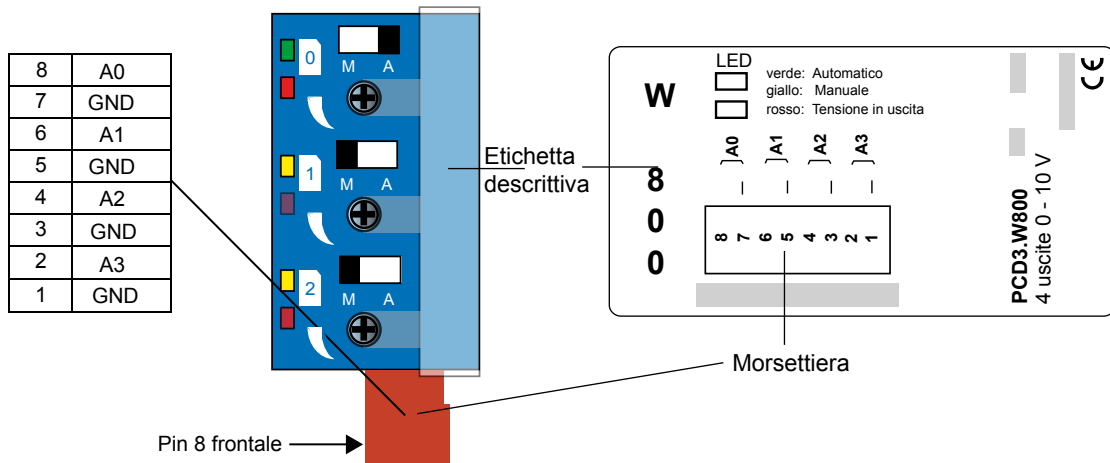 8 A0
7 GND
6 A1
5 GND
4 A2
3 GND
2 A3
1 GND
0
M A
1
M A
2
M A
Etichetta
descrittiva
Pin 8 frontale
Morsettiera
W
8
0
0
LED
verde: Automatico
giallo: Manuale
rosso: Tensione in uscita
A0 A1 A2 A3
– – – –
8 7 6 5 4 3 2 1
PCD3.W800
4 uscite 0 - 10 V
CE